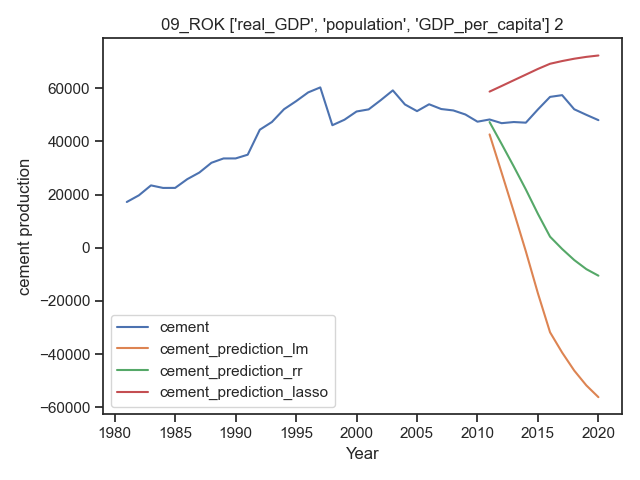 09_ROK ['real_GDP', 'population', 'GDP_per_capita'] 2
cement production
60000
40000
20000
0
−20000
−40000
−60000
cement
cement_prediction_lm
cement_prediction_rr
cement_prediction_lasso
1980 1985 1990 1995 2000 2005 2010 2015 2020
Year